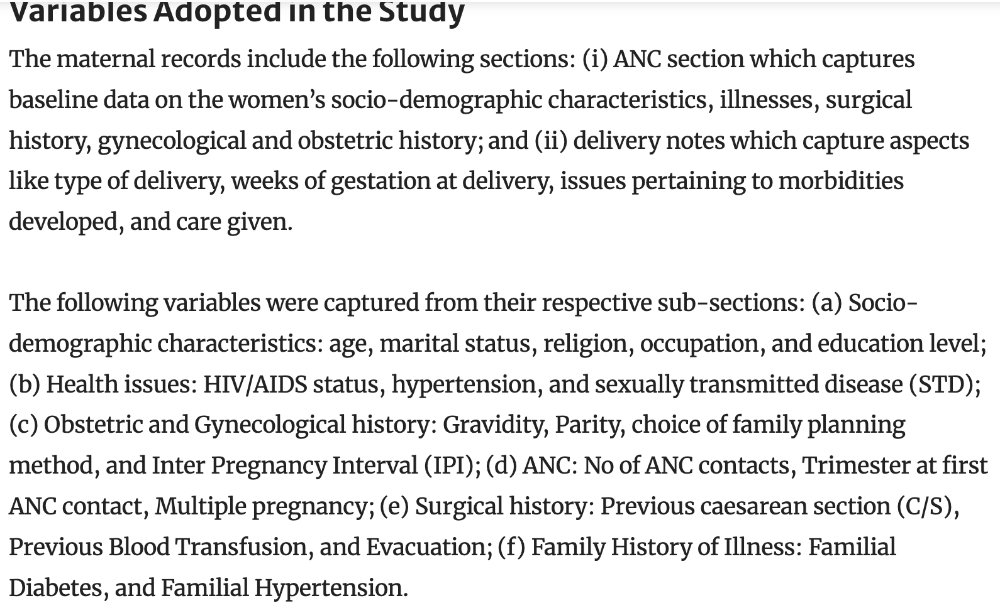 Variables Adopted in the Study
The maternal records include the following sections: (i) ANC section which captures
baseline data on the women’s socio-demographic characteristics, illnesses, surgical
history, gynecological and obstetric history; and (ii) delivery notes which capture aspects
like type of delivery, weeks of gestation at delivery, issues pertaining to morbidities
developed, and care given.
The following variables were captured from their respective sub-sections: (a) Socio-
demographic characteristics: age, marital status, religion, occupation, and education level;
(b) Health issues: HIV/AIDS status, hypertension, and sexually transmitted disease (STD);
(c) Obstetric and Gynecological history: Gravidity, Parity, choice of family planning
method, and Inter Pregnancy Interval (IPI); (d) ANC: No of ANC contacts, Trimester at first
ANC contact, Multiple pregnancy; (e) Surgical history: Previous caesarean section (C/S),
Previous Blood Transfusion, and Evacuation; (f) Family History of Illness: Familial
Diabetes, and Familial Hypertension.